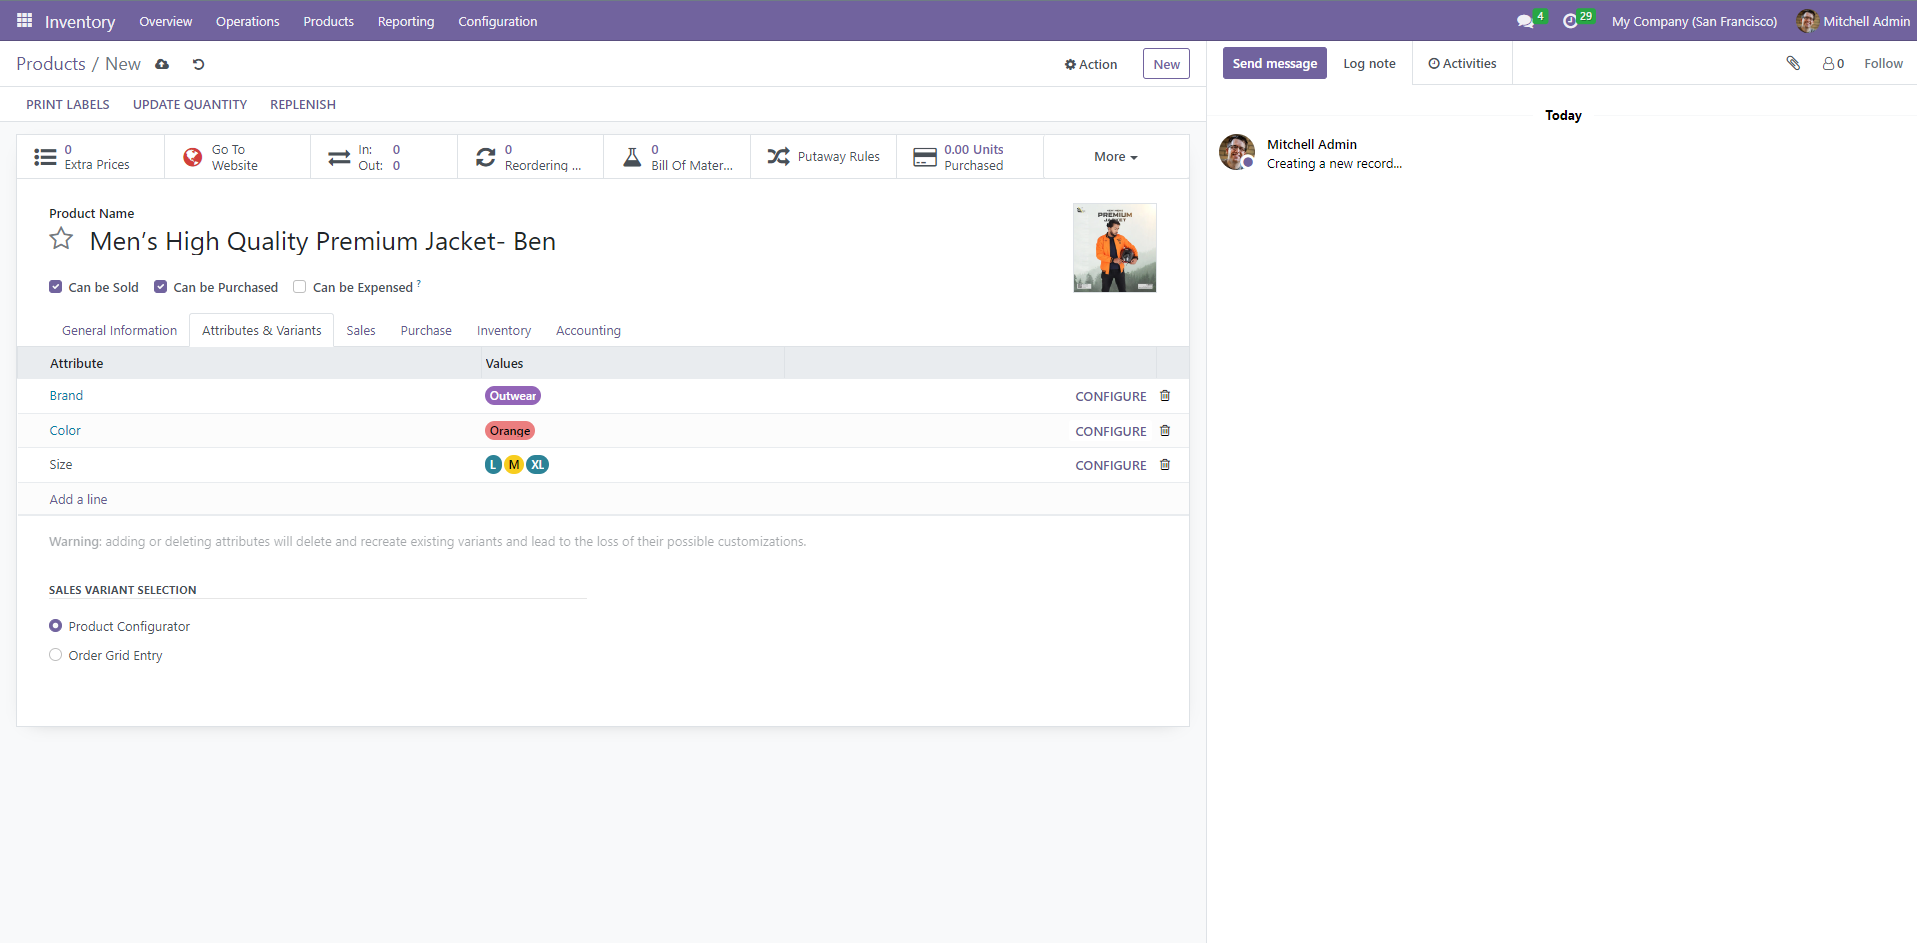 Inventory Overview Operations Products Reporting Configuration 4 29 My Company (San Francisco) Mitchell Admin
Products / New Action New
PRINT LABELS UPDATE QUANTITY REPLENISH
0 Extra Prices
Go To Website
In: 0
Out: 0
0 Reordering ...
0 Bill Of Mater...
Putaway Rules
0.00 Units Purchased
More
Product Name
Men’s High Quality Premium Jacket- Ben
PREMIUM
JACKET
Can be Sold Can be Purchased Can be Expensed ?
General Information Attributes & Variants Sales Purchase Inventory Accounting
Attribute Values
Brand Outwear CONFIGURE
Color Orange CONFIGURE
Size L M XL CONFIGURE
Add a line
Warning: adding or deleting attributes will delete and recreate existing variants and lead to the loss of their possible customizations.
SALES VARIANT SELECTION
Product Configurator
Order Grid Entry
Send message Log note Activities 0 Follow
Today
Mitchell Admin
Creating a new record...